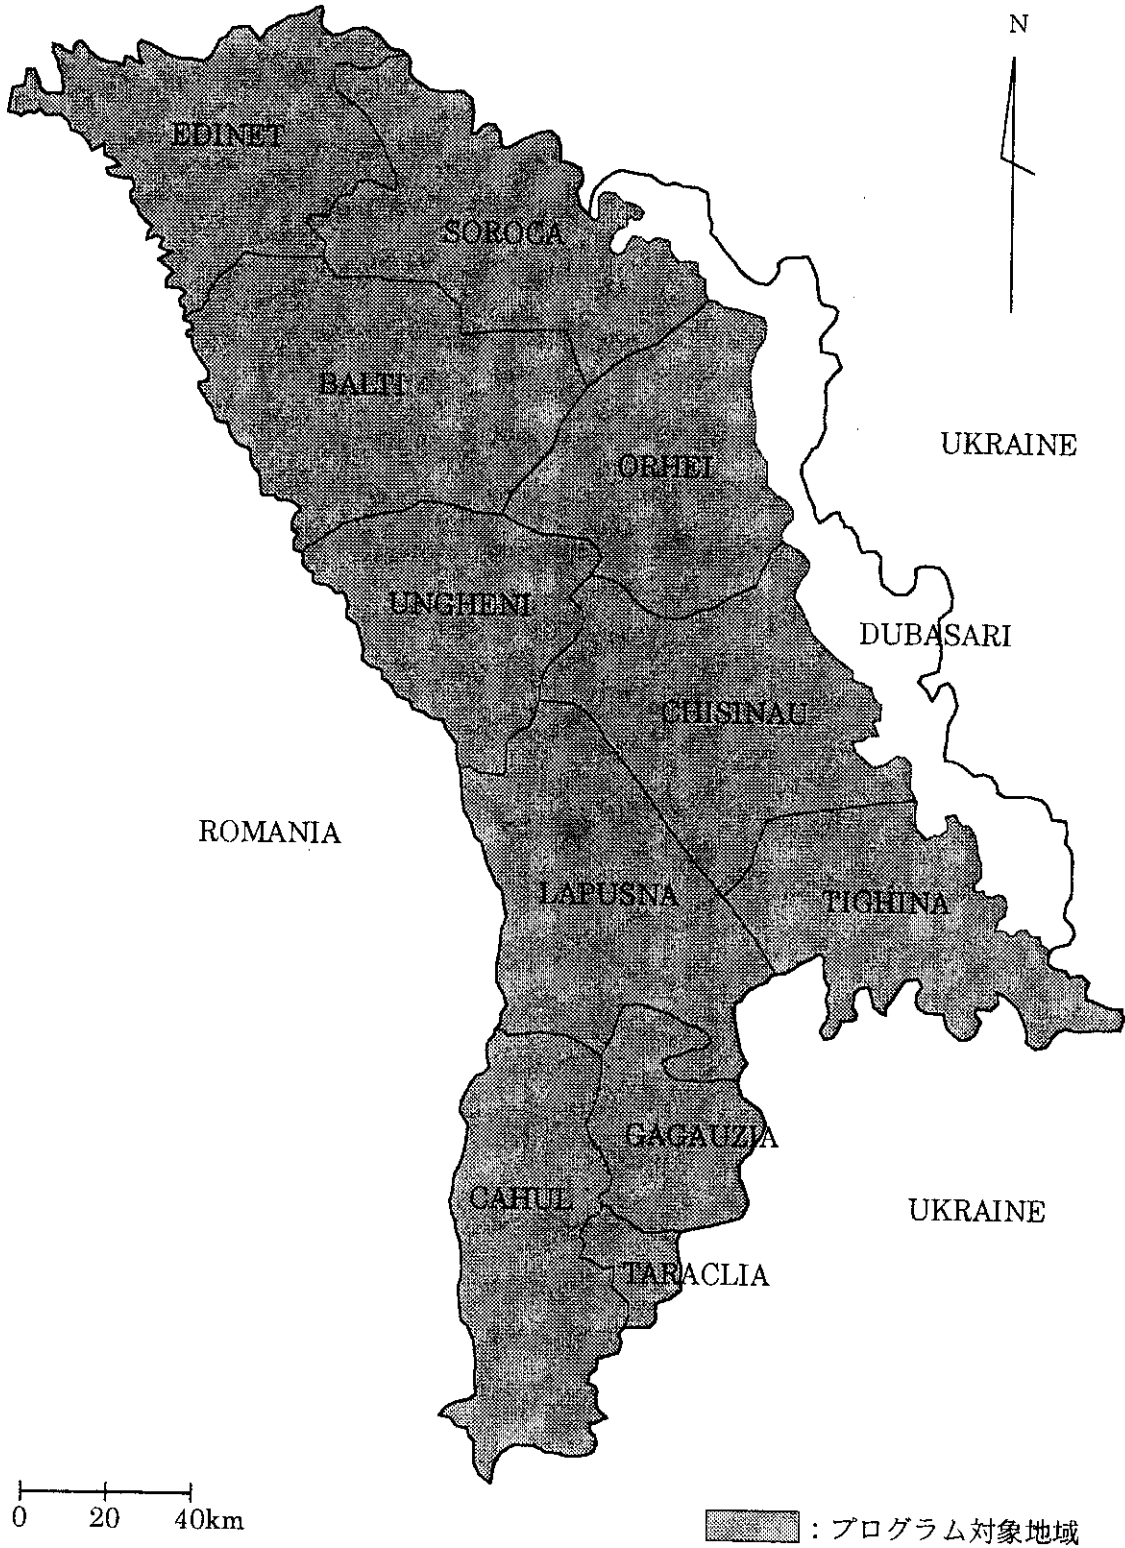 N
EDINET
SOROCA
BALTI
UKRAINE
ORHEI
UNGHENI
DUBASARI
CHISINAU
ROMANIA
LAPUSNA
TIGHINA
GAGAUZIA
CAHUL
UKRAINE
TARACLIA
0 20 40km
：プログラム対象地域